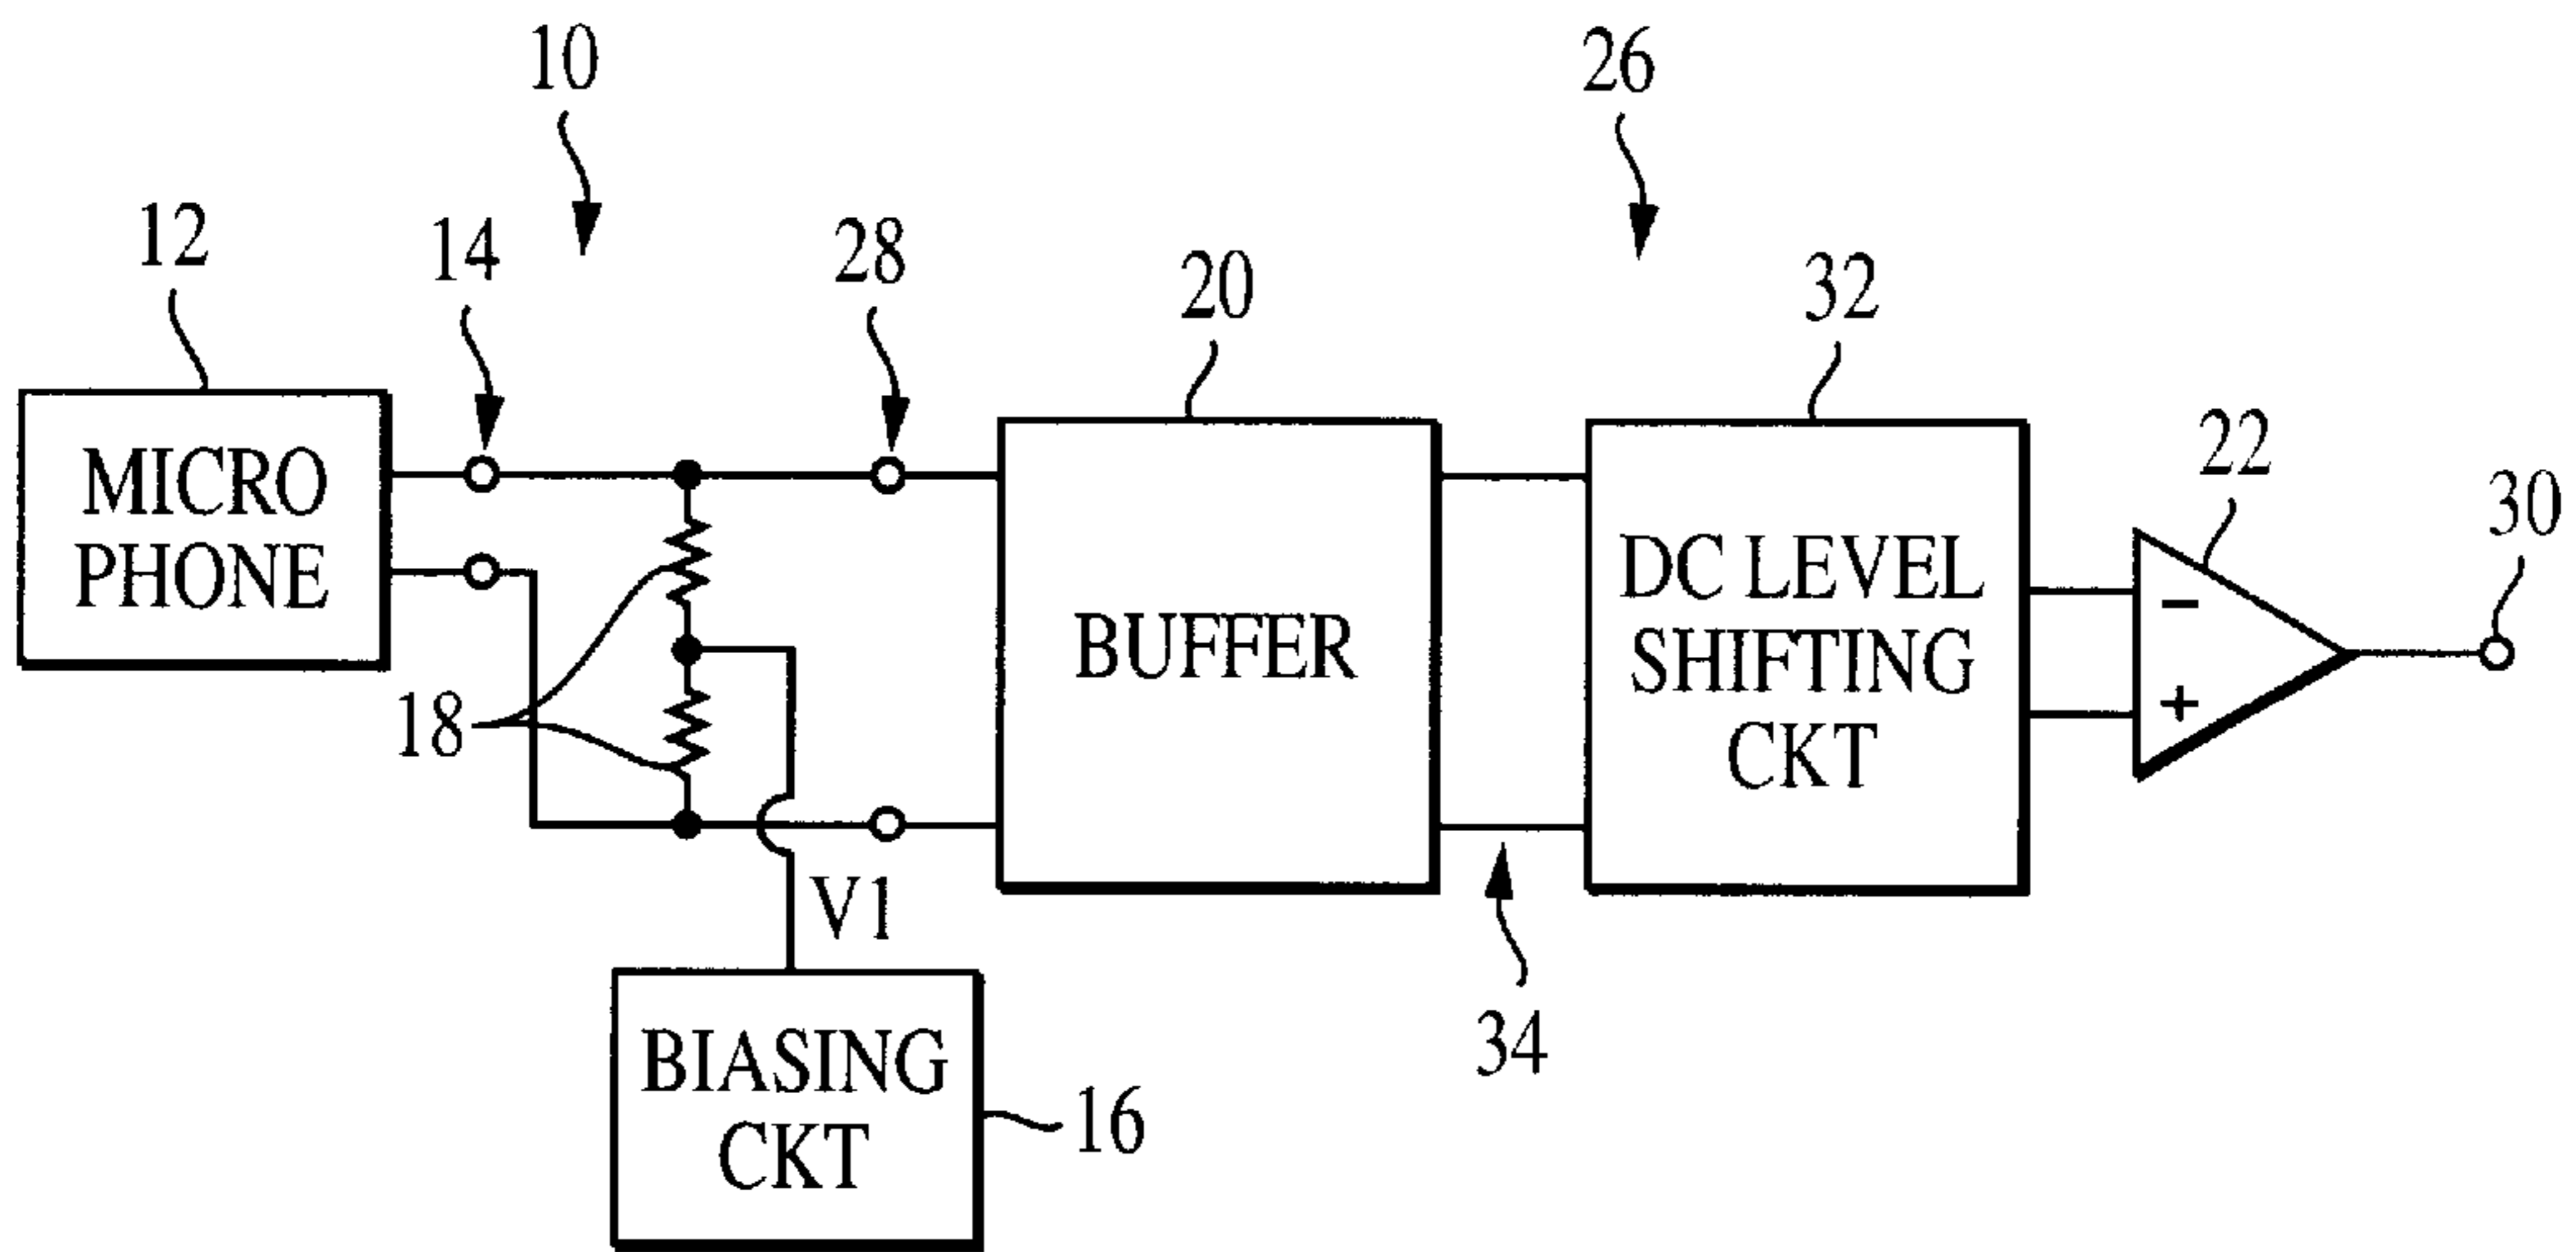 10
26
12
14
28
20
32
22
30
MICRO
PHONE
BUFFER
DC LEVEL
SHIFTING
CKT
−
+
18
V1
34
BIASING
CKT
16